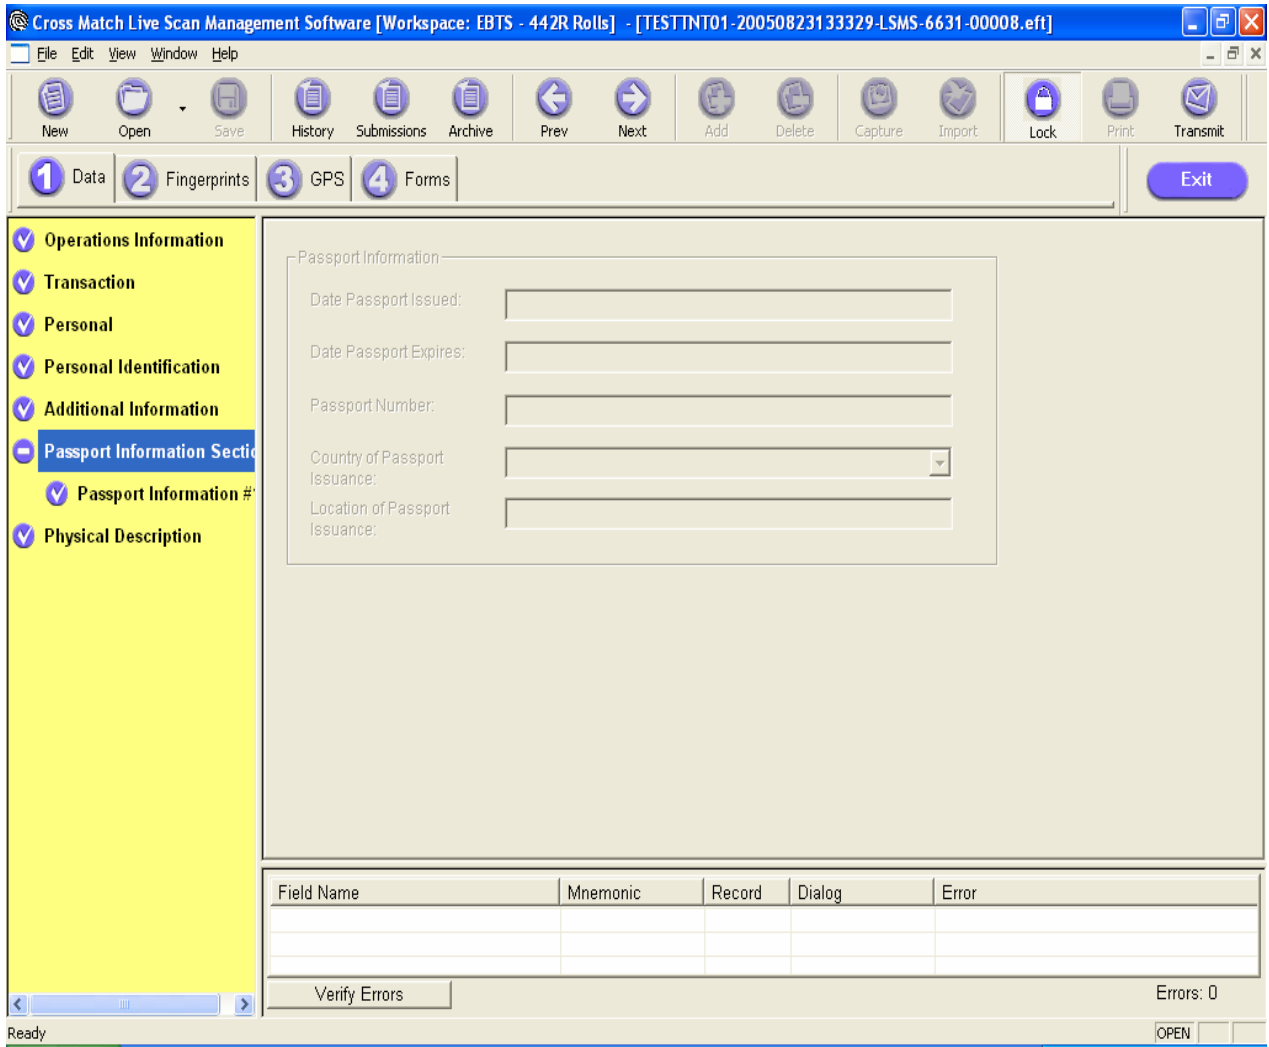 Cross Match Live Scan Management Software [Workspace: EBTS - 442R Rolls] - [TESTTNT01-20050823133329-LSMS-6631-00008.eft]
File Edit View Window Help
New Open Save History Submissions Archive Prev Next Add Delete Capture Import Lock Print Transmit
1 Data 2 Fingerprints 3 GPS 4 Forms Exit
Operations Information
Transaction
Personal
Personal Identification
Additional Information
Passport Information Sectio
Passport Information #1
Physical Description
Passport Information
Date Passport Issued:
Date Passport Expires:
Passport Number:
Country of Passport
Issuance:
Location of Passport
Issuance:
Field Name Mnemonic Record Dialog Error
Verify Errors Errors: 0
Ready OPEN